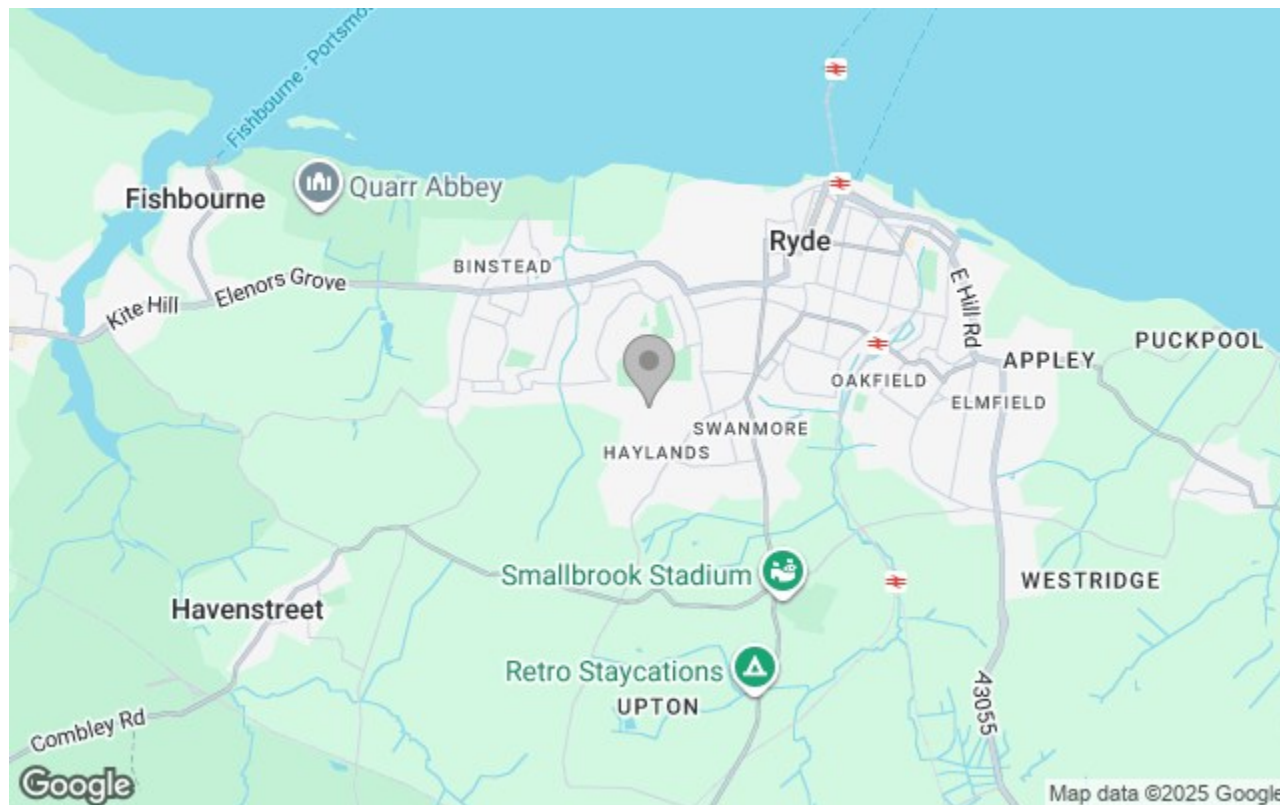 Fishbourne - Portsmou
Quarr Abbey
Fishbourne
Ryde
BINSTEAD
Elenors Grove
Kite Hill
E Hill Rd
PUCKPOOL
APPLEY
OAKFIELD
ELMFIELD
SWANMORE
HAYLANDS
Smallbrook Stadium
WESTRIDGE
Havenstreet
Retro Staycations
UPTON
A3055
Combley Rd
Google
Map data ©2025 Google